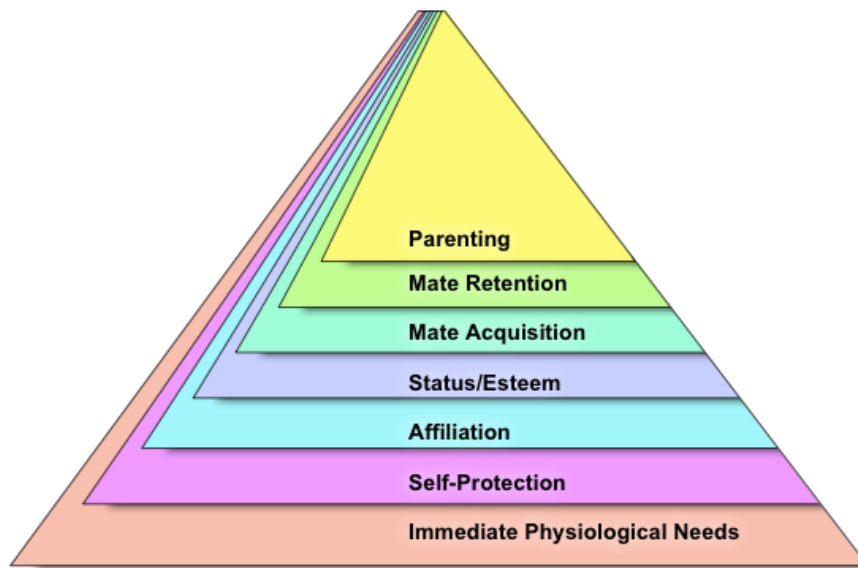 Parenting
Mate Retention
Mate Acquisition
Status/Esteem
Affiliation
Self-Protection
Immediate Physiological Needs